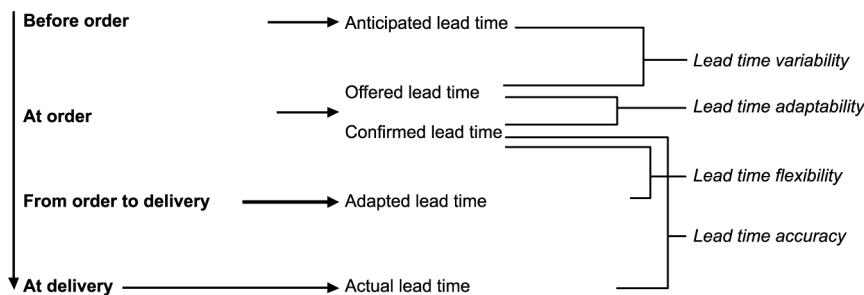 Before order
Anticipated lead time
Lead time variability
Offered lead time
Lead time adaptability
At order
Confirmed lead time
Lead time flexibility
From order to delivery
Adapted lead time
Lead time accuracy
At delivery
Actual lead time